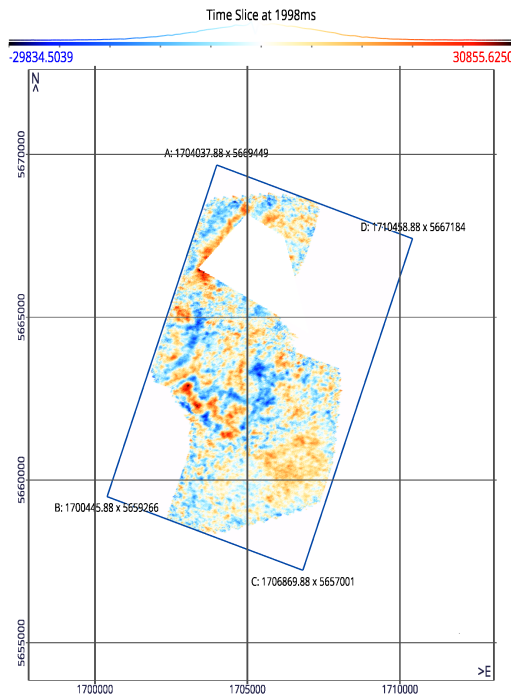 Time Slice at 1998ms
-29834.5039 30855.6250
N
<
5670000
A: 1704037.88 x 5669449
D: 1710458.88 x 5667184
5665000
5660000
B: 1700445.88 x 5659266
C: 1706869.88 x 5657001
5655000
>E
1700000 1705000 1710000